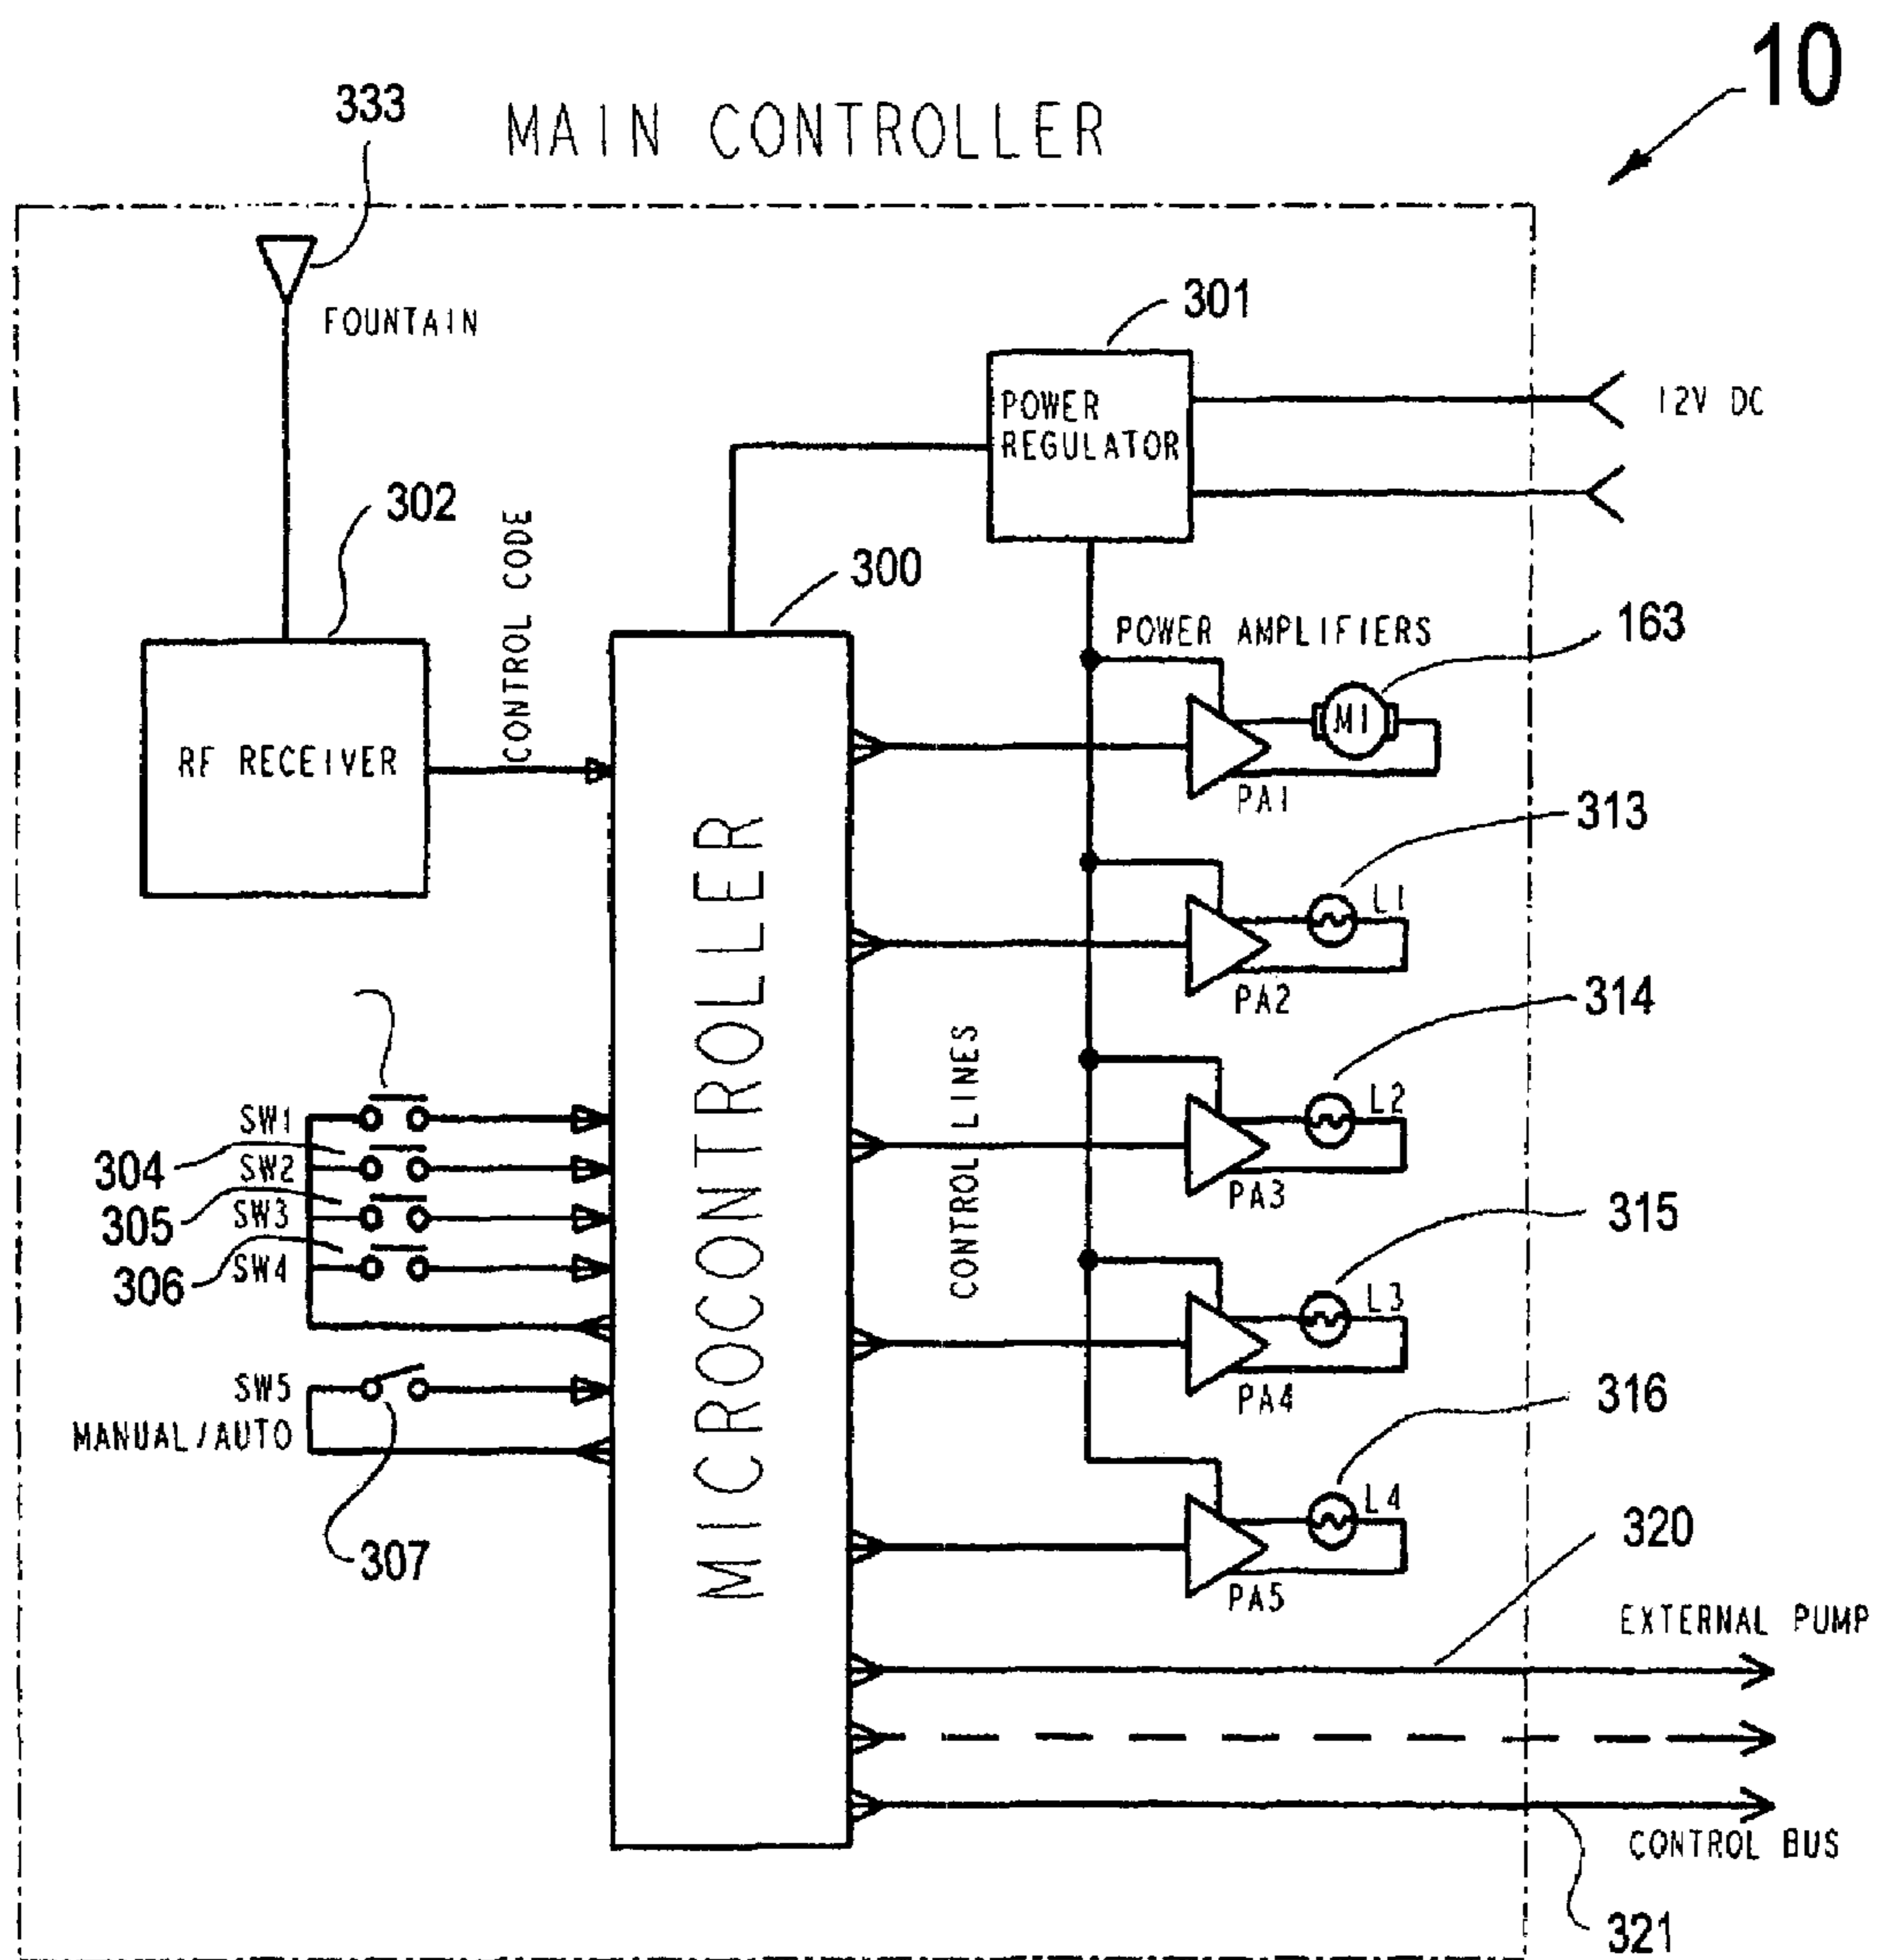 10
333
MAIN CONTROLLER
FOUNTAIN
301
POWER
REGULATOR
12V DC
302
CONTROL CODE
300
RF RECEIVER
POWER AMPLIFIERS
163
M1
PA1
313
L1
PA2
MICROCONTROLLER
CONTROL LINES
314
L2
PA3
SW1
304
SW2
305
SW3
306
SW4
315
L3
PA4
SW5
MANUAL/AUTO
307
316
L4
PA5
320
EXTERNAL PUMP
CONTROL BUS
321